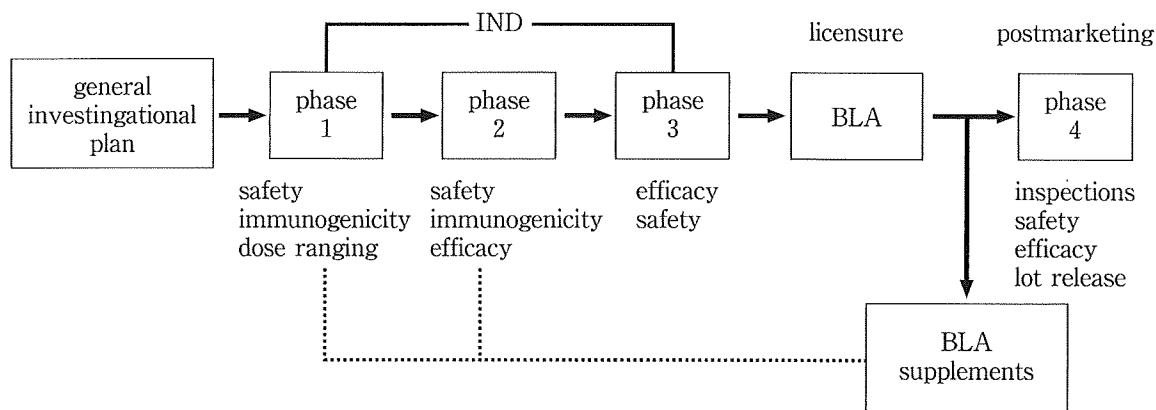 IND
licensure
postmarketing
general
investingational
plan
phase
1
phase
2
phase
3
BLA
phase
4
safety
immunogenicity
dose ranging
safety
immunogenicity
efficacy
efficacy
safety
inspections
safety
efficacy
lot release
BLA
supplements